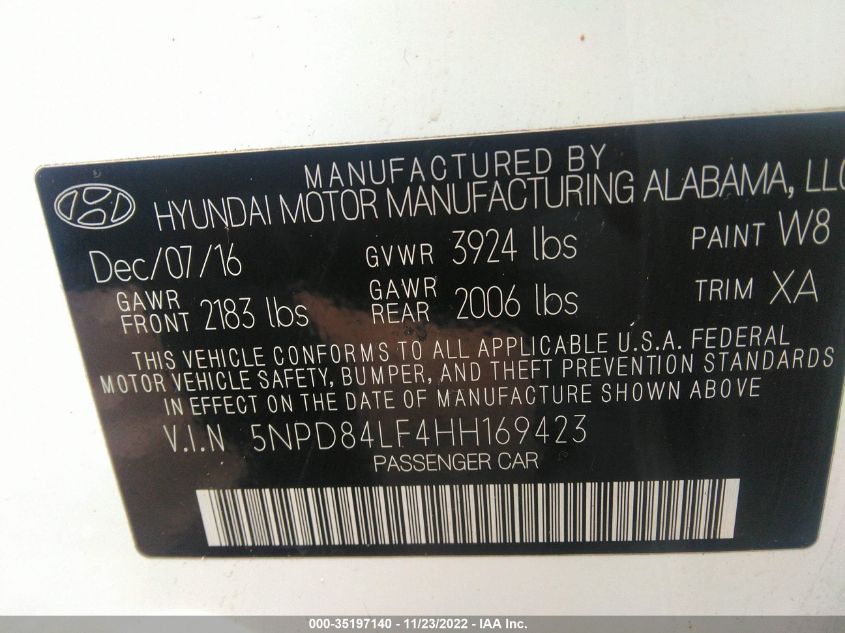 MANUFACTURED BY
HYUNDAI MOTOR MANUFACTURING ALABAMA, LLC
Dec/07/16 GVWR 3924 lbs PAINT W8
GAWR FRONT 2183 lbs GAWR REAR 2006 lbs TRIM XA
THIS VEHICLE CONFORMS TO ALL APPLICABLE U.S.A. FEDERAL
MOTOR VEHICLE SAFETY, BUMPER, AND THEFT PREVENTION STANDARDS
IN EFFECT ON THE DATE OF MANUFACTURE SHOWN ABOVE
V.I.N 5NPD84LF4HH169423
PASSENGER CAR
000-35197140 - 11/23/2022 - IAA Inc.